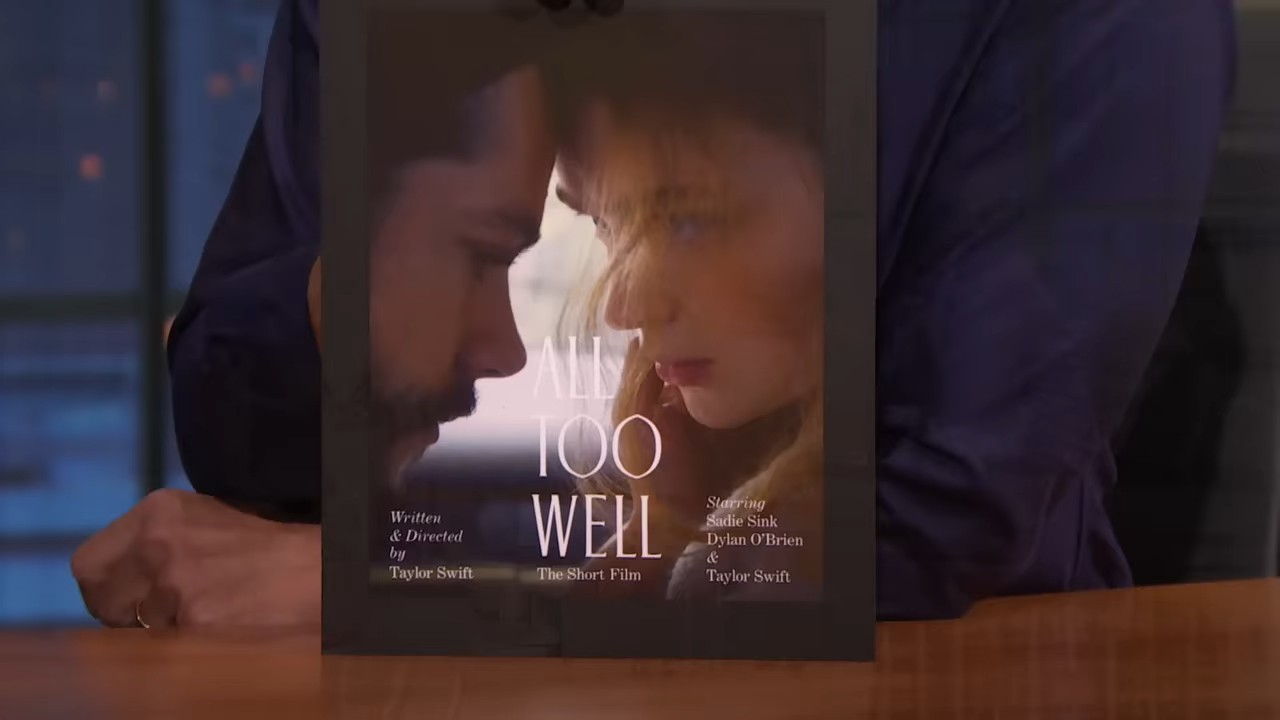 ALL
TOO
WELL
The Short Film
Written
& Directed
by
Taylor Swift
Starring
Sadie Sink
Dylan O'Brien
&
Taylor Swift